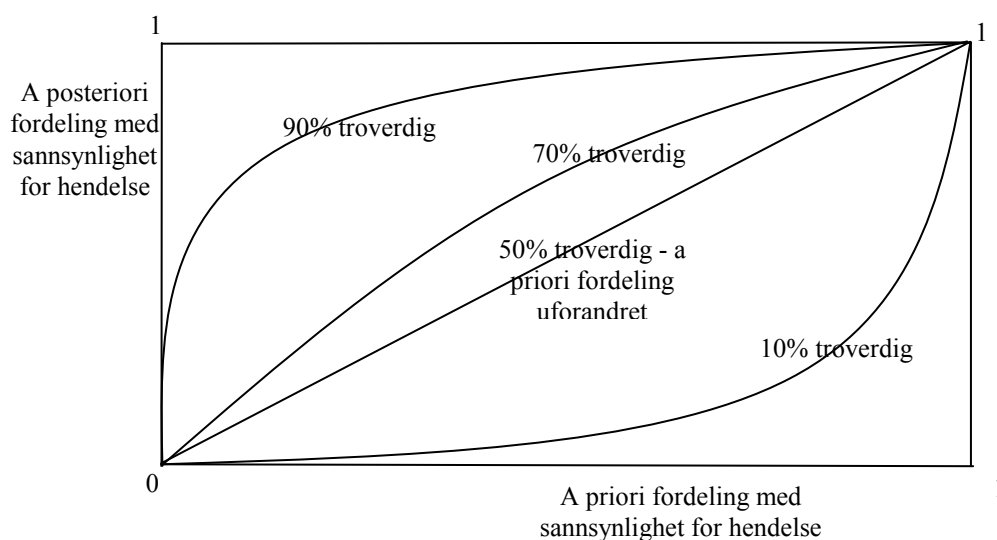 1
1
A posteriori
fordeling med
sannsynlighet
for hendelse
90% troverdig
70% troverdig
50% troverdig - a
priori fordeling
uforandret
10% troverdig
0
A priori fordeling med
sannsynlighet for hendelse